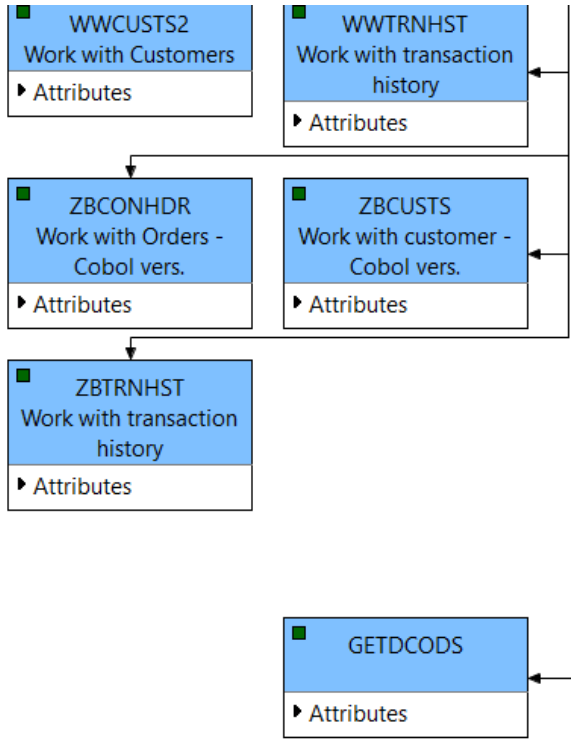 WWCUSTS2
Work with Customers
Attributes
WWTRNHST
Work with transaction
history
Attributes
ZBCONHDR
Work with Orders -
Cobol vers.
Attributes
ZBCUSTS
Work with customer -
Cobol vers.
Attributes
ZBTRNHST
Work with transaction
history
Attributes
GETDCODS
Attributes